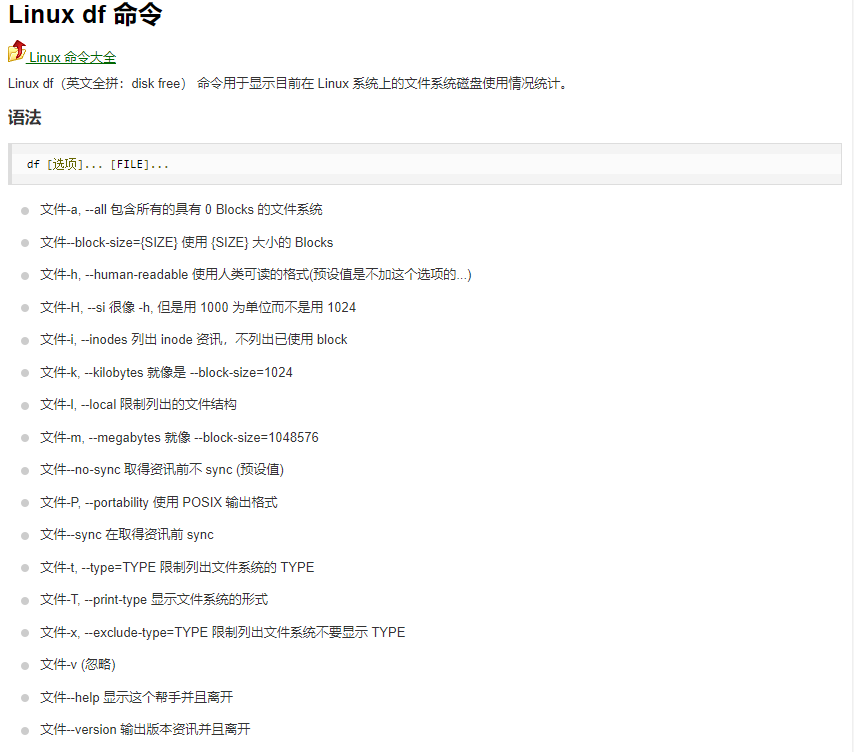 Linux df 命令
Linux 命令大全
Linux df（英文全拼：disk free） 命令用于显示目前在 Linux 系统上的文件系统磁盘使用情况统计。
语法
df [选项]... [FILE]...
文件-a, --all 包含所有的具有 0 Blocks 的文件系统
文件--block-size={SIZE} 使用 {SIZE} 大小的 Blocks
文件-h, --human-readable 使用人类可读的格式(预设值是不加这个选项的...)
文件-H, --si 很像 -h, 但是用 1000 为单位而不是用 1024
文件-i, --inodes 列出 inode 资讯，不列出已使用 block
文件-k, --kilobytes 就像是 --block-size=1024
文件-l, --local 限制列出的文件结构
文件-m, --megabytes 就像 --block-size=1048576
文件--no-sync 取得资讯前不 sync (预设值)
文件-P, --portability 使用 POSIX 输出格式
文件--sync 在取得资讯前 sync
文件-t, --type=TYPE 限制列出文件系统的 TYPE
文件-T, --print-type 显示文件系统的形式
文件-x, --exclude-type=TYPE 限制列出文件系统不要显示 TYPE
文件-v (忽略)
文件--help 显示这个帮手并且离开
文件--version 输出版本资讯并且离开